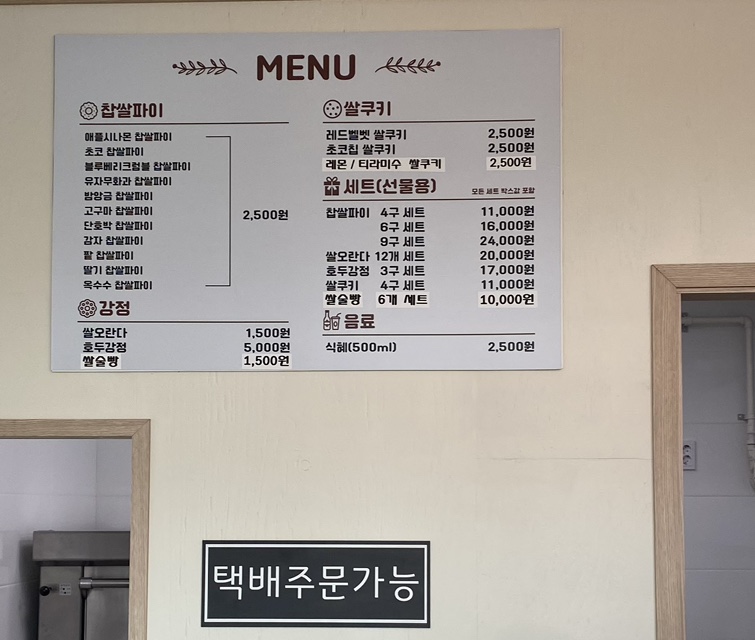 MENU
찹쌀파이
애플시나몬 찹쌀파이
초코 찹쌀파이
블루베리크럼블 찹쌀파이
유자무화과 찹쌀파이
밤앙금 찹쌀파이
고구마 찹쌀파이
단호박 찹쌀파이
감자 찹쌀파이
팥 찹쌀파이
딸기 찹쌀파이
옥수수 찹쌀파이
2,500원
강정
쌀오란다 1,500원
호두강정 5,000원
쌀술빵 1,500원
쌀쿠키
레드벨벳 쌀쿠키 2,500원
초코칩 쌀쿠키 2,500원
레몬 / 티라미수 쌀쿠키 2,500원
세트(선물용) 모든 세트 박스값 포함
찹쌀파이 4구 세트 11,000원
6구 세트 16,000원
9구 세트 24,000원
쌀오란다 12개 세트 20,000원
호두강정 3구 세트 17,000원
쌀쿠키 4구 세트 11,000원
쌀술빵 6개 세트 10,000원
음료
식혜(500ml) 2,500원
택배주문가능